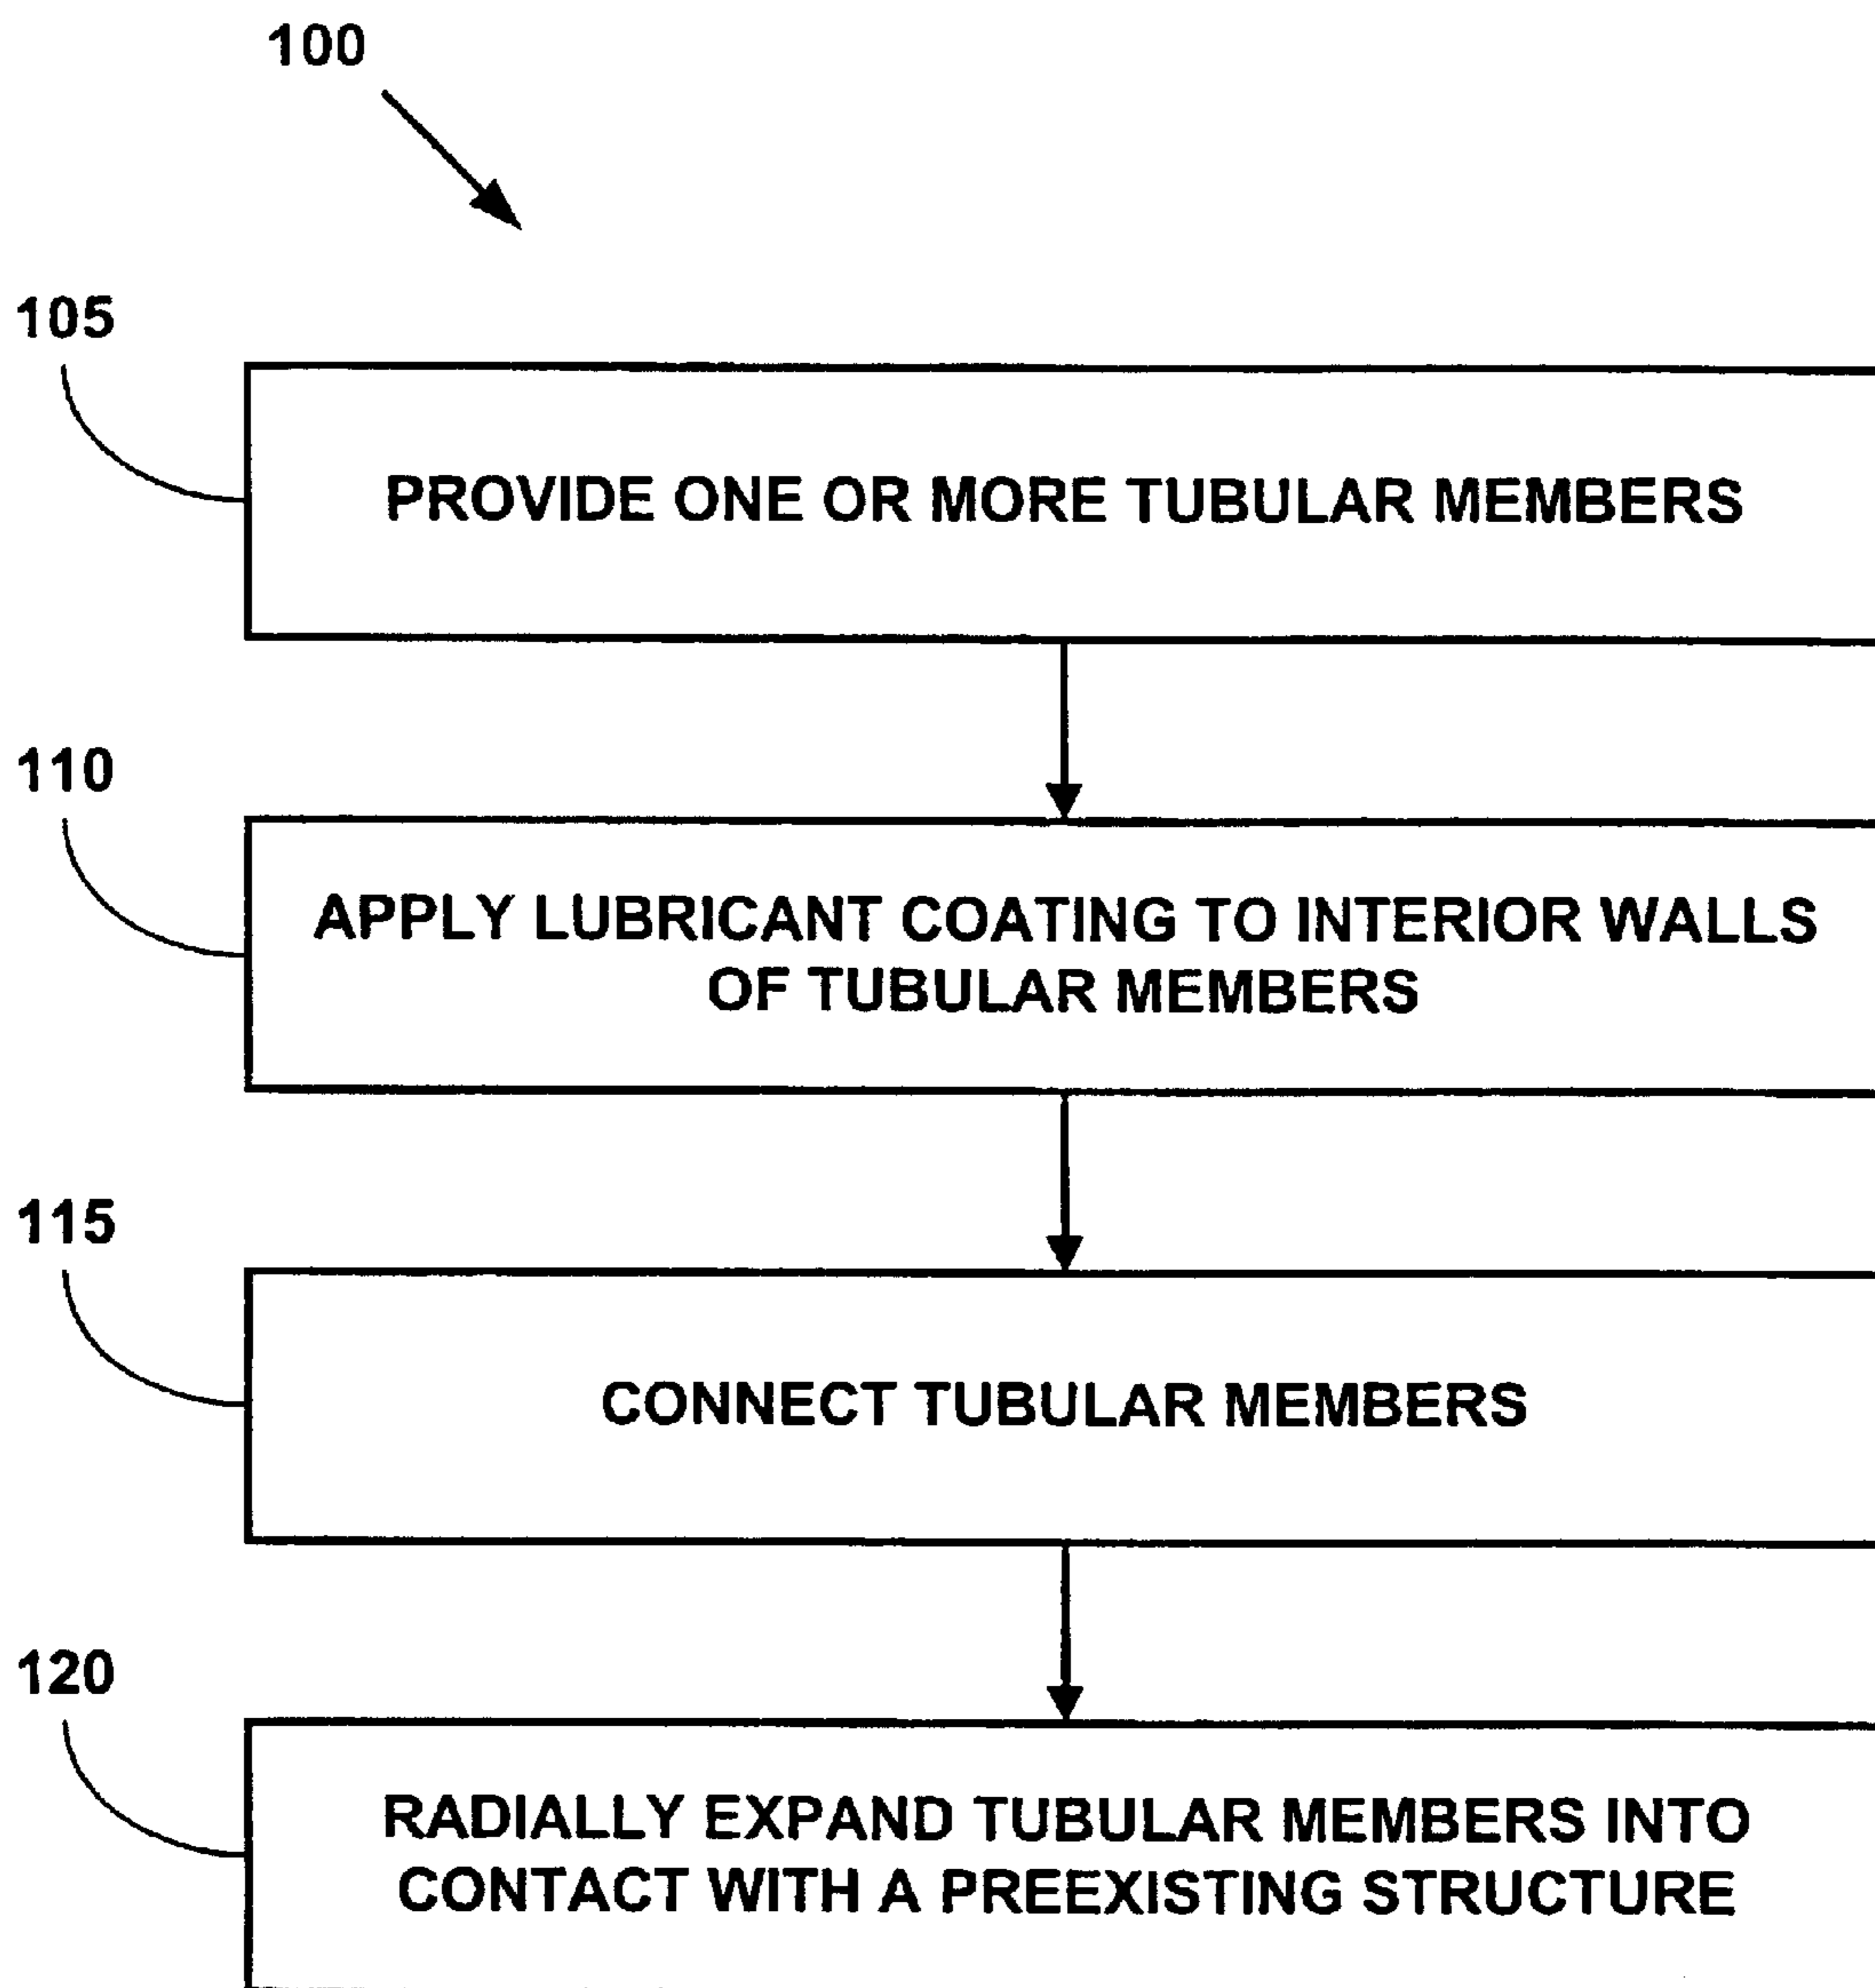 100
105
PROVIDE ONE OR MORE TUBULAR MEMBERS
110
APPLY LUBRICANT COATING TO INTERIOR WALLS
OF TUBULAR MEMBERS
115
CONNECT TUBULAR MEMBERS
120
RADIALLY EXPAND TUBULAR MEMBERS INTO
CONTACT WITH A PREEXISTING STRUCTURE